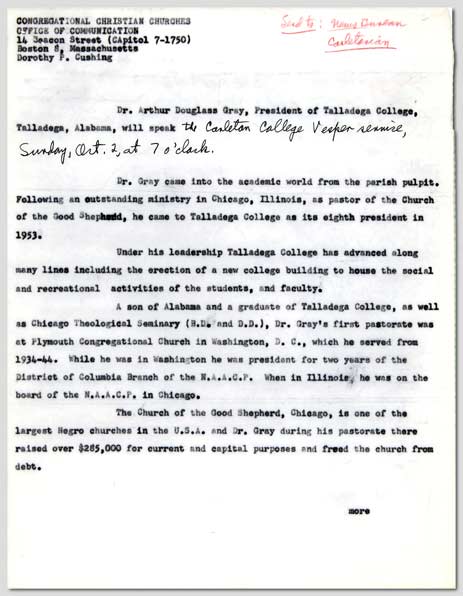 CONGREGATIONAL CHRISTIAN CHURCHES
OFFICE OF COMMUNICATION
14 Beacon Street (CApitol 7-1750)
Boston 8, Massachusetts
Dorothy P. Cushing
Send to: News Bureau
Carletonian
Dr. Arthur Douglass Gray, President of Talladega College,
Talladega, Alabama, will speak the Carleton College Vesper service,
Sunday, Oct. 2, at 7 o'clock.
Dr. Gray came into the academic world from the parish pulpit.
Following an outstanding ministry in Chicago, Illinois, as pastor of the Church
of the Good Shepherd, he came to Talladega College as its eighth president in
1953.
Under his leadership Talladega College has advanced along
many lines including the erection of a new college building to house the social
and recreational activities of the students, and faculty.
A son of Alabama and a graduate of Talladega College, as well
as Chicago Theological Seminary (B.D. and D.D.), Dr. Gray's first pastorate was
at Plymouth Congregational Church in Washington, D. C., which he served from
1934-44. While he was in Washington he was president for two years of the
District of Columbia Branch of the N.A.A.C.P. When in Illinois, he was on the
board of the N.A.A.C.P. in Chicago.
The Church of the Good Shepherd, Chicago, is one of the
largest Negro churches in the U.S.A. and Dr. Gray during his pastorate there
raised over $285,000 for current and capital purposes and freed the church from
debt.
more